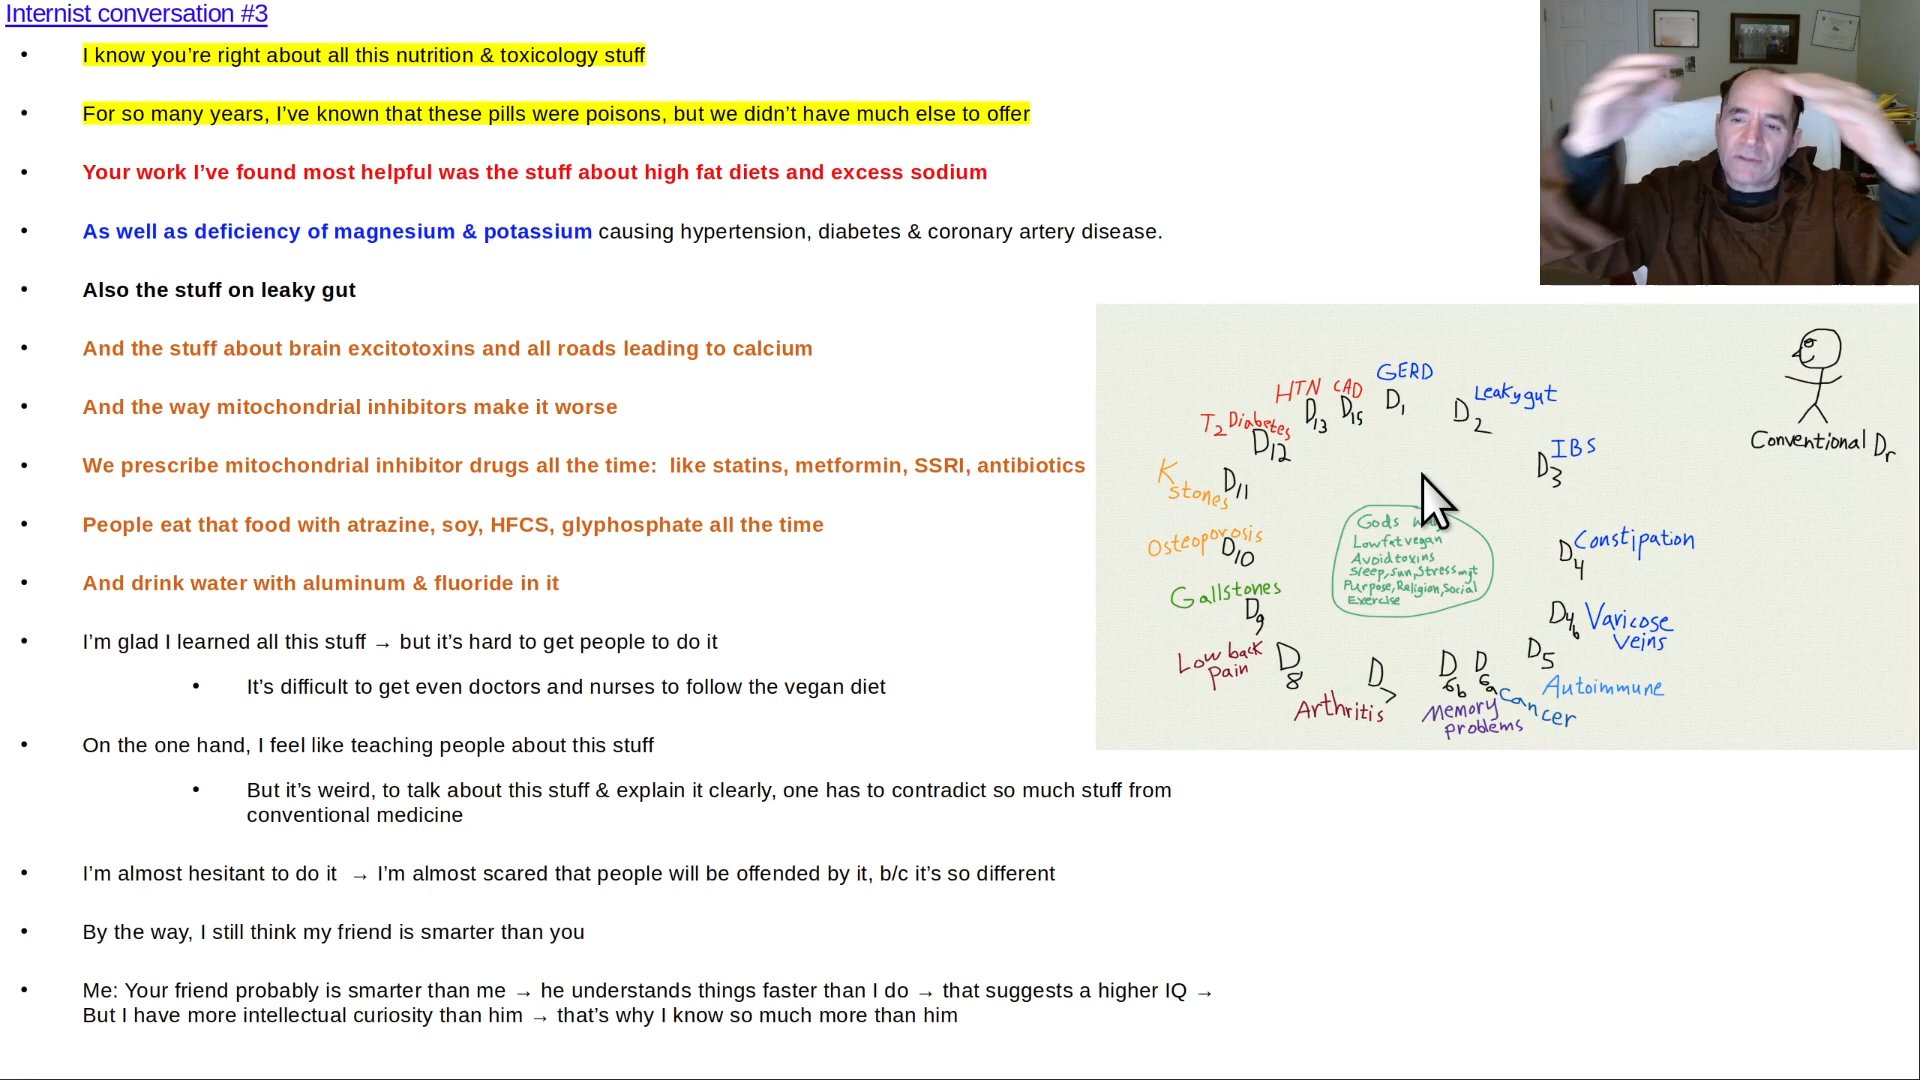 Internist conversation #3
• I know you’re right about all this nutrition & toxicology stuff
• For so many years, I’ve known that these pills were poisons, but we didn’t have much else to offer
• Your work I’ve found most helpful was the stuff about high fat diets and excess sodium
• As well as deficiency of magnesium & potassium causing hypertension, diabetes & coronary artery disease.
• Also the stuff on leaky gut
• And the stuff about brain excitotoxins and all roads leading to calcium
• And the way mitochondrial inhibitors make it worse
• We prescribe mitochondrial inhibitor drugs all the time:  like statins, metformin, SSRI, antibiotics
• People eat that food with atrazine, soy, HFCS, glyphosphate all the time
• And drink water with aluminum & fluoride in it
• I’m glad I learned all this stuff → but it’s hard to get people to do it
• It’s difficult to get even doctors and nurses to follow the vegan diet
• On the one hand, I feel like teaching people about this stuff
• But it’s weird, to talk about this stuff & explain it clearly, one has to contradict so much stuff from
conventional medicine
• I’m almost hesitant to do it  → I’m almost scared that people will be offended by it, b/c it’s so different
• By the way, I still think my friend is smarter than you
• Me: Your friend probably is smarter than me → he understands things faster than I do → that suggests a higher IQ →
But I have more intellectual curiosity than him → that’s why I know so much more than him
GERD
D1
Leaky gut
D2
IBS
D3
Constipation
D4
D4b Varicose
veins
D5
Autoimmune
D6a
Cancer
D6b
Memory
problems
D7
Arthritis
D8
Low back
Pain
Gallstones
D9
Osteoporosis
D10
K
stones
D11
T2 Diabetes
D12
HTN
D13
CAD
D15
Gods
Low fat vegan
Avoid toxins
Sleep, Sun, Stress mgt
Purpose, Religion, Social
Exercise
Conventional Dr